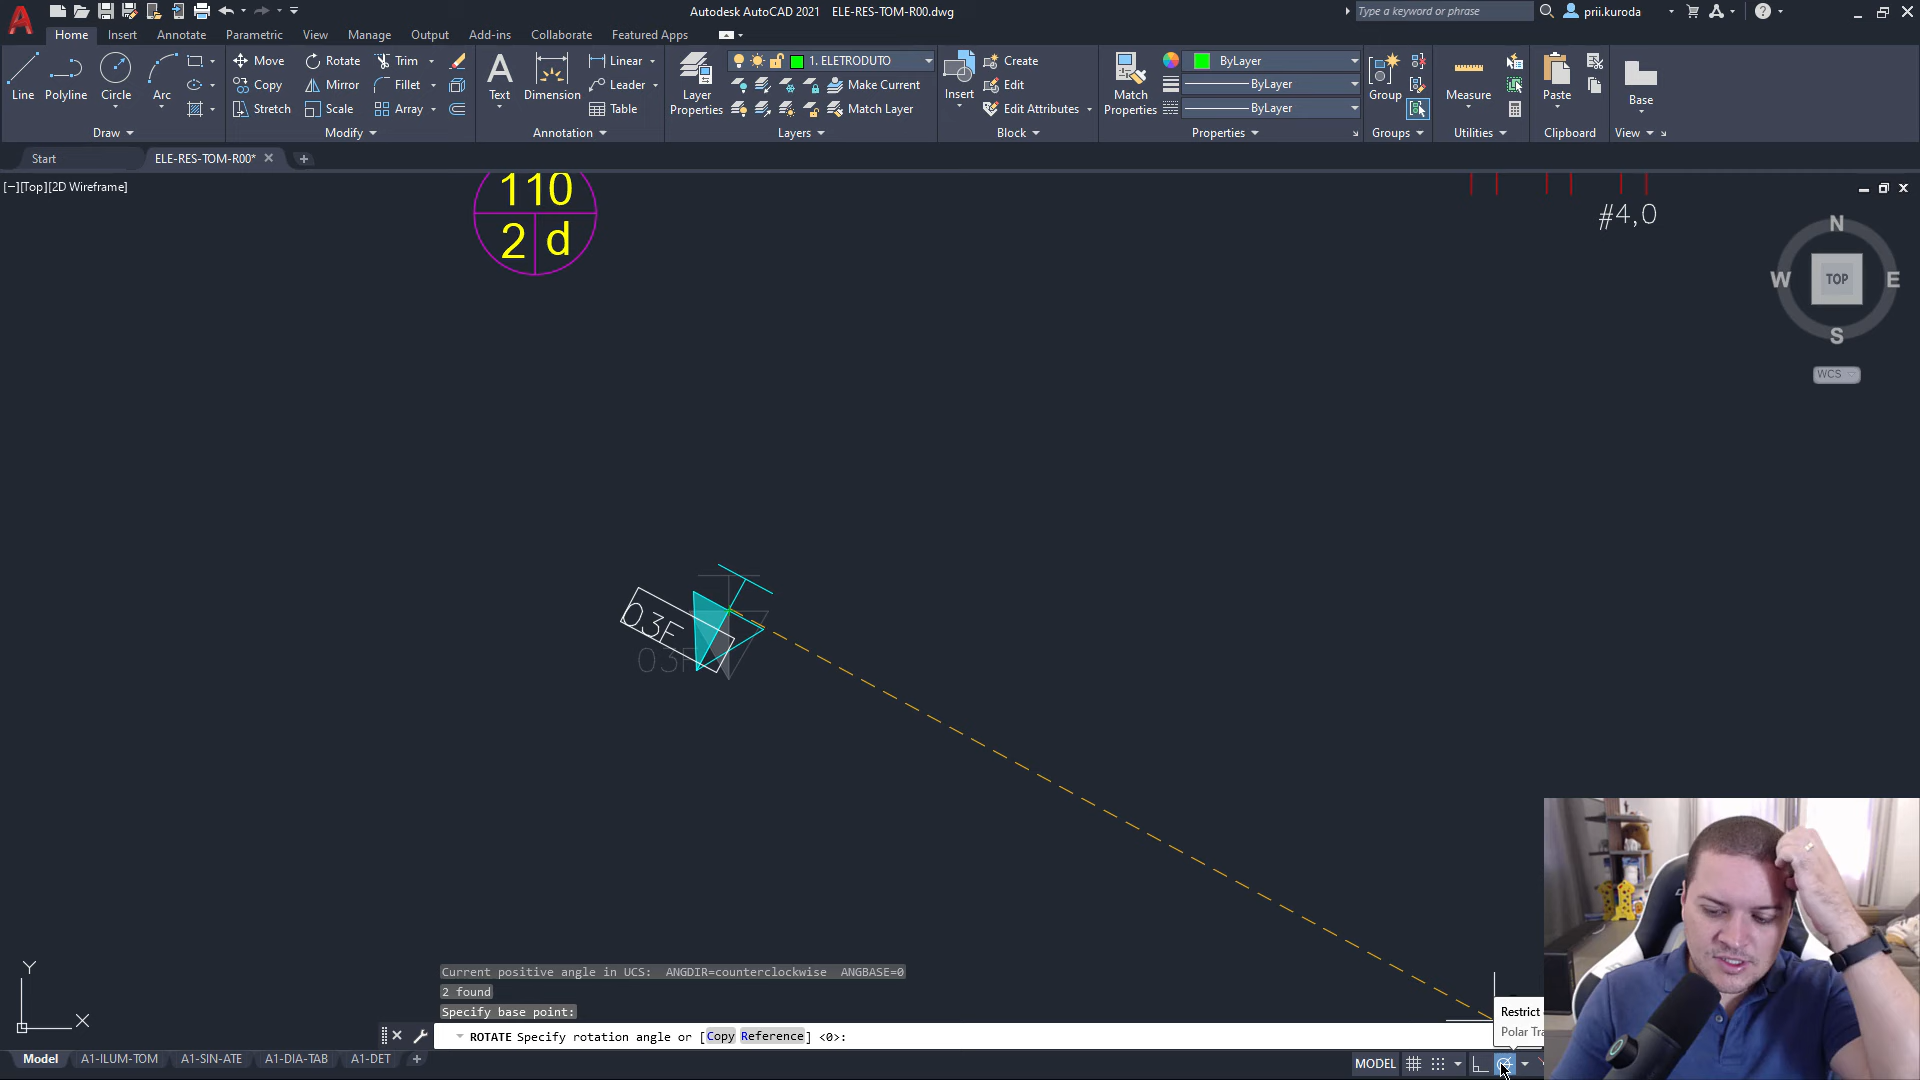 Autodesk AutoCAD 2021 ELE-RES-TOM-R00.dwg
Type a keyword or phrase
prii.kuroda
Home Insert Annotate Parametric View Manage Output Add-ins Collaborate Featured Apps
Line Polyline Circle Arc
Move Rotate Trim
Copy Mirror Fillet
Stretch Scale Array
Text Dimension
Linear
Leader
Table
Layer Properties
1. ELETRODUTO
Make Current
Match Layer
Insert
Create
Edit
Edit Attributes
Match Properties
ByLayer
ByLayer
ByLayer
Group
Measure
Paste
Base
Draw Modify Annotation Layers Block Properties Groups Utilities Clipboard View
Start ELE-RES-TOM-R00*
[−][Top][2D Wireframe]
110
2 d
#4,0
N
W TOP E
S
WCS
03F
03F
Y
X
Current positive angle in UCS: ANGDIR=counterclockwise ANGBASE=0
2 found
Specify base point:
ROTATE Specify rotation angle or [Copy Reference] <0>:
Restrict
Polar Tra
Model A1-ILUM-TOM A1-SIN-ATE A1-DIA-TAB A1-DET
MODEL